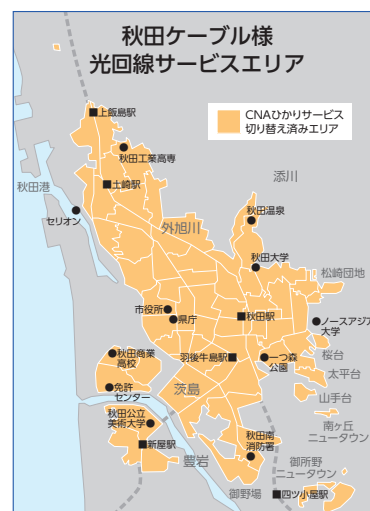 秋田ケーブル様
光回線サービスエリア
CNAひかりサービス
切り替え済みエリア
上飯島駅
秋田工業高専
秋田港
土崎駅
添川
セリオン
外旭川
秋田温泉
秋田大学
松崎団地
市役所
県庁
秋田駅
ノースアジア
大学
秋田商業
高校
羽後牛島駅
一つ森
公園
桜台
太平台
免許
センター
茨島
山手台
秋田公立
美術大学
南ヶ丘
ニュータウン
新屋駅
豊岩
秋田南
消防署
御所野
ニュータウン
御野場
四ツ小屋駅